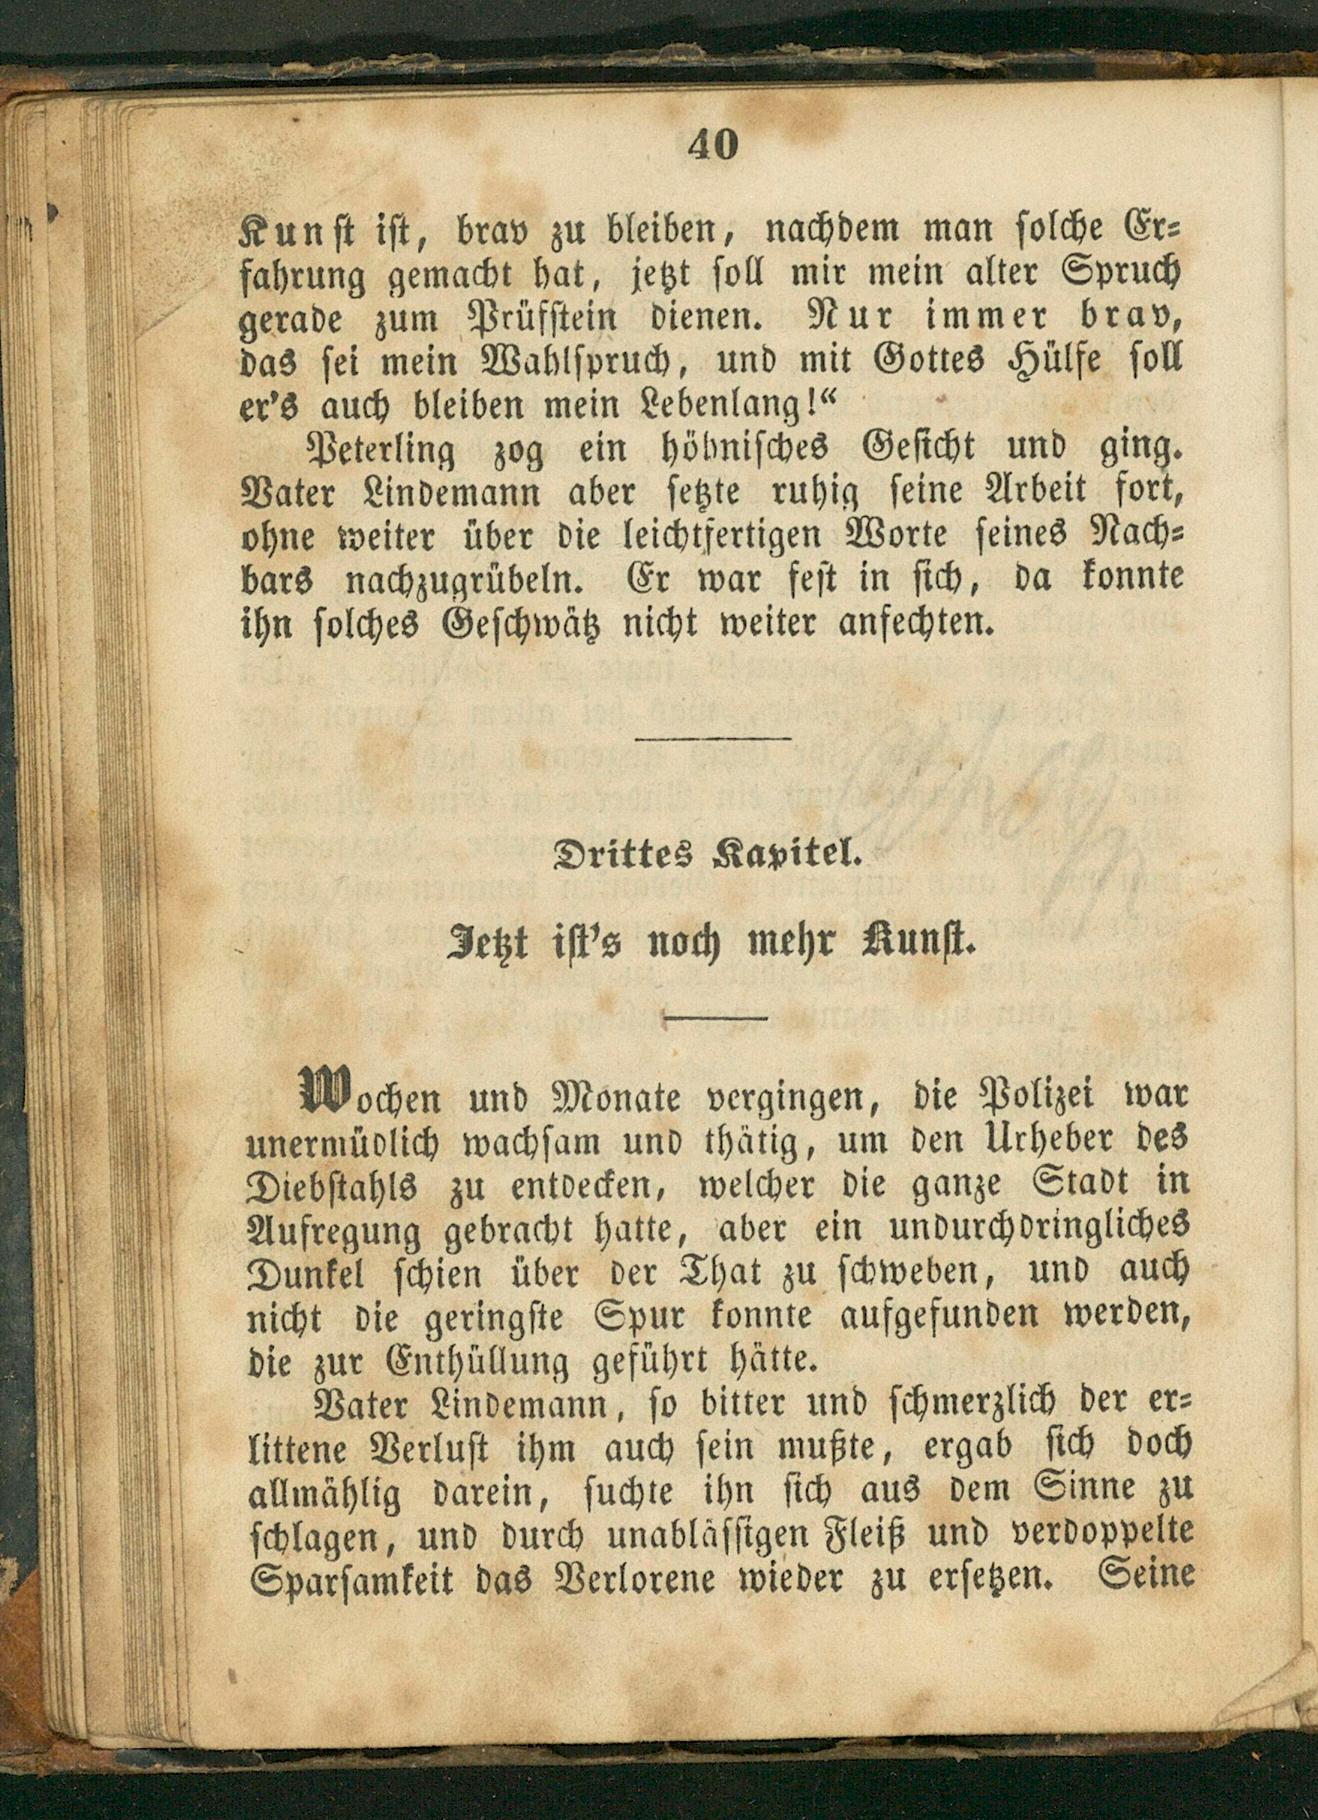 40
Kunst ist, brav zu bleiben, nachdem man solche Er-
fahrung gemacht hat, jetzt soll mir mein alter Spruch
gerade zum Prüfstein dienen. Nur immer brav,
das sei mein Wahlspruch, und mit Gottes Hülfe soll
er's auch bleiben mein Lebenlang!“
Peterling zog ein höhnisches Gesicht und ging.
Vater Lindemann aber setzte ruhig seine Arbeit fort,
ohne weiter über die leichtfertigen Worte seines Nach-
bars nachzugrübeln. Er war fest in sich, da konnte
ihn solches Geschwätz nicht weiter anfechten.
Drittes Kapitel.
Jetzt ist's noch mehr Kunst.
Wochen und Monate vergingen, die Polizei war
unermüdlich wachsam und thätig, um den Urheber des
Diebstahls zu entdecken, welcher die ganze Stadt in
Aufregung gebracht hatte, aber ein undurchdringliches
Dunkel schien über der That zu schweben, und auch
nicht die geringste Spur konnte aufgefunden werden,
die zur Enthüllung geführt hätte.
Vater Lindemann, so bitter und schmerzlich der er-
littene Verlust ihm auch sein mußte, ergab sich doch
allmählig darein, suchte ihn sich aus dem Sinne zu
schlagen, und durch unablässigen Fleiß und verdoppelte
Sparsamkeit das Verlorene wieder zu ersetzen. Seine